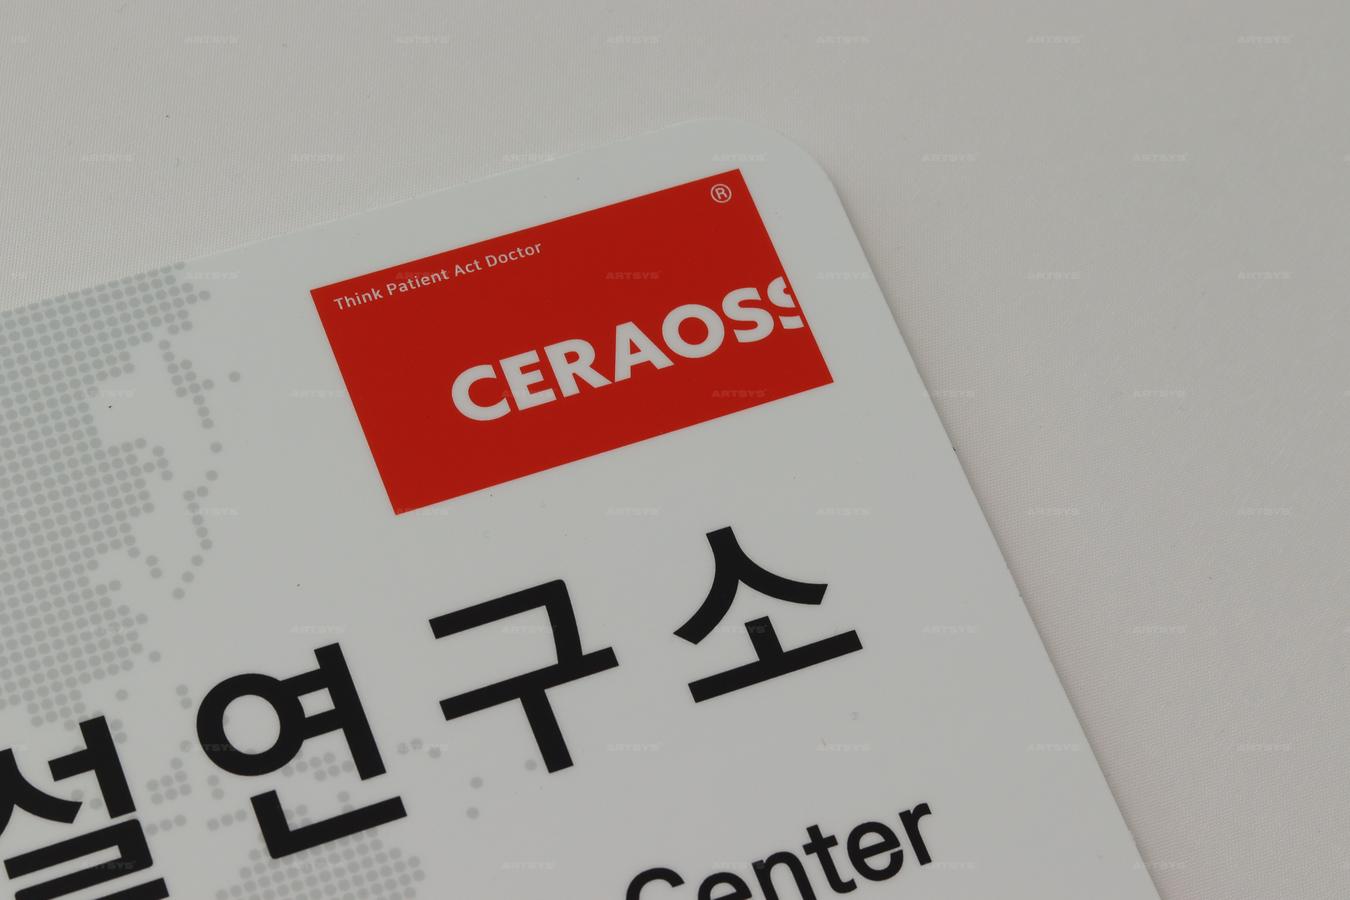 ®
Think Patient Act Doctor
CERAOSS
설연구소
Center